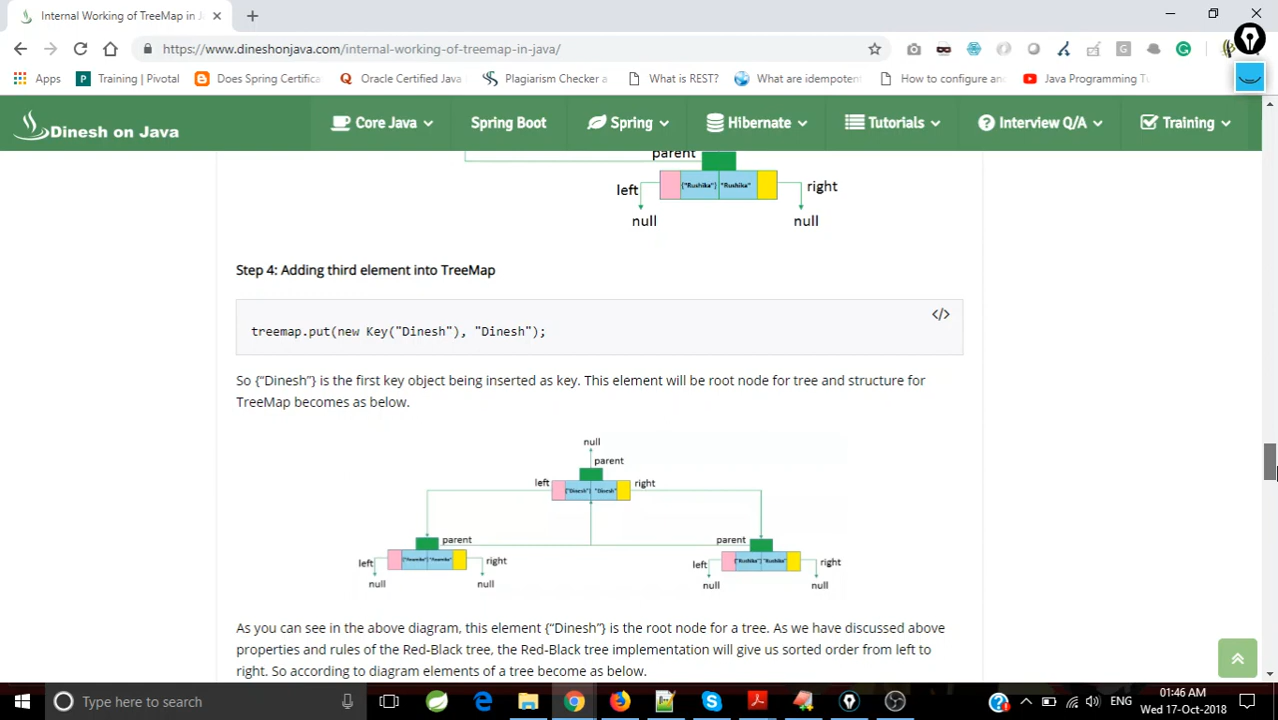 Internal Working of TreeMap in J
https://www.dineshonjava.com/internal-working-of-treemap-in-java/
Apps Training | Pivotal Does Spring Certifica Oracle Certified Java Plagiarism Checker a What is REST? What are idempotent How to configure and Java Programming Tu
Dinesh on Java Core Java Spring Boot Spring Hibernate Tutorials Interview Q/A Training
parent
left {"Rushika"} "Rushika" right
null null
Step 4: Adding third element into TreeMap
</>
treemap.put(new Key("Dinesh"), "Dinesh");
So {“Dinesh”} is the first key object being inserted as key. This element will be root node for tree and structure for
TreeMap becomes as below.
null
parent
left {"Dinesh"} "Dinesh" right
parent parent
left right left {"Rushika"} "Rushika" right
null null null null
As you can see in the above diagram, this element {“Dinesh”} is the root node for a tree. As we have discussed above
properties and rules of the Red-Black tree, the Red-Black tree implementation will give us sorted order from left to
right. So according to diagram elements of a tree become as below.
Type here to search
ENG
01:46 AM
Wed 17-Oct-2018